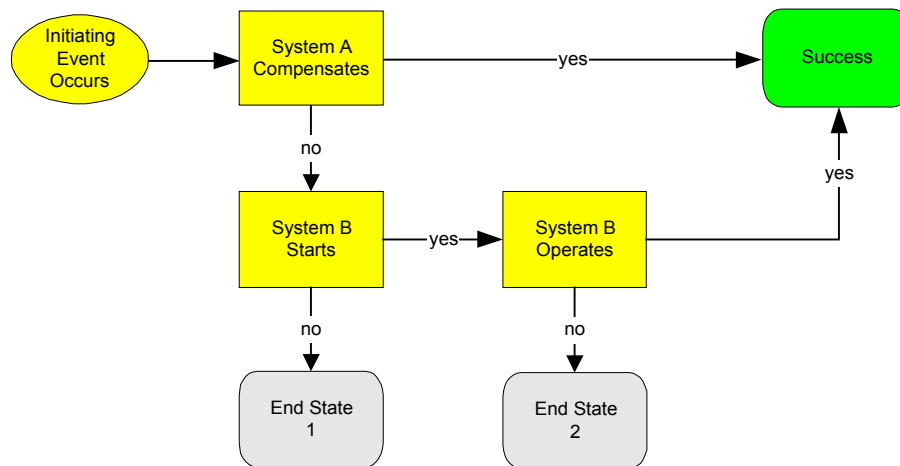 Initiating
Event
Occurs
System A
Compensates
yes
Success
no
yes
System B
Starts
yes
System B
Operates
no
no
End State
1
End State
2